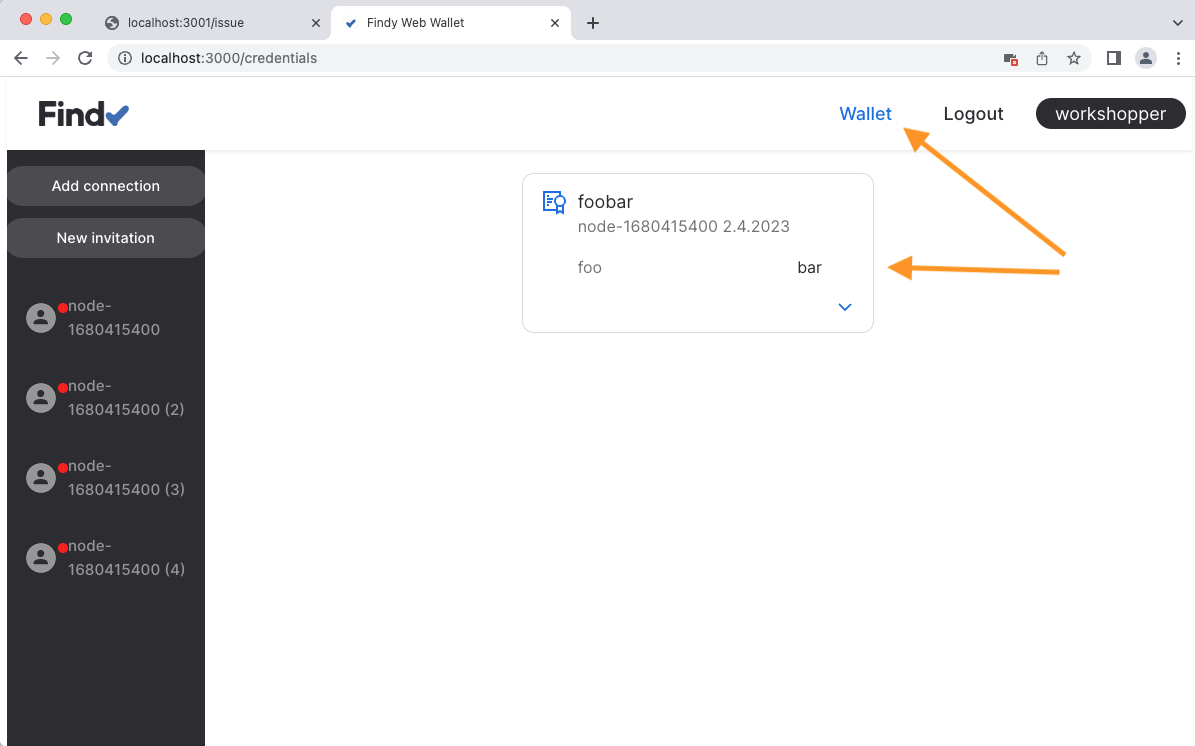 localhost:3001/issue
Findy Web Wallet
localhost:3000/credentials
Find
Wallet
Logout
workshopper
Add connection
New invitation
node-
1680415400
node-
1680415400 (2)
node-
1680415400 (3)
node-
1680415400 (4)
foobar
node-1680415400 2.4.2023
foo bar